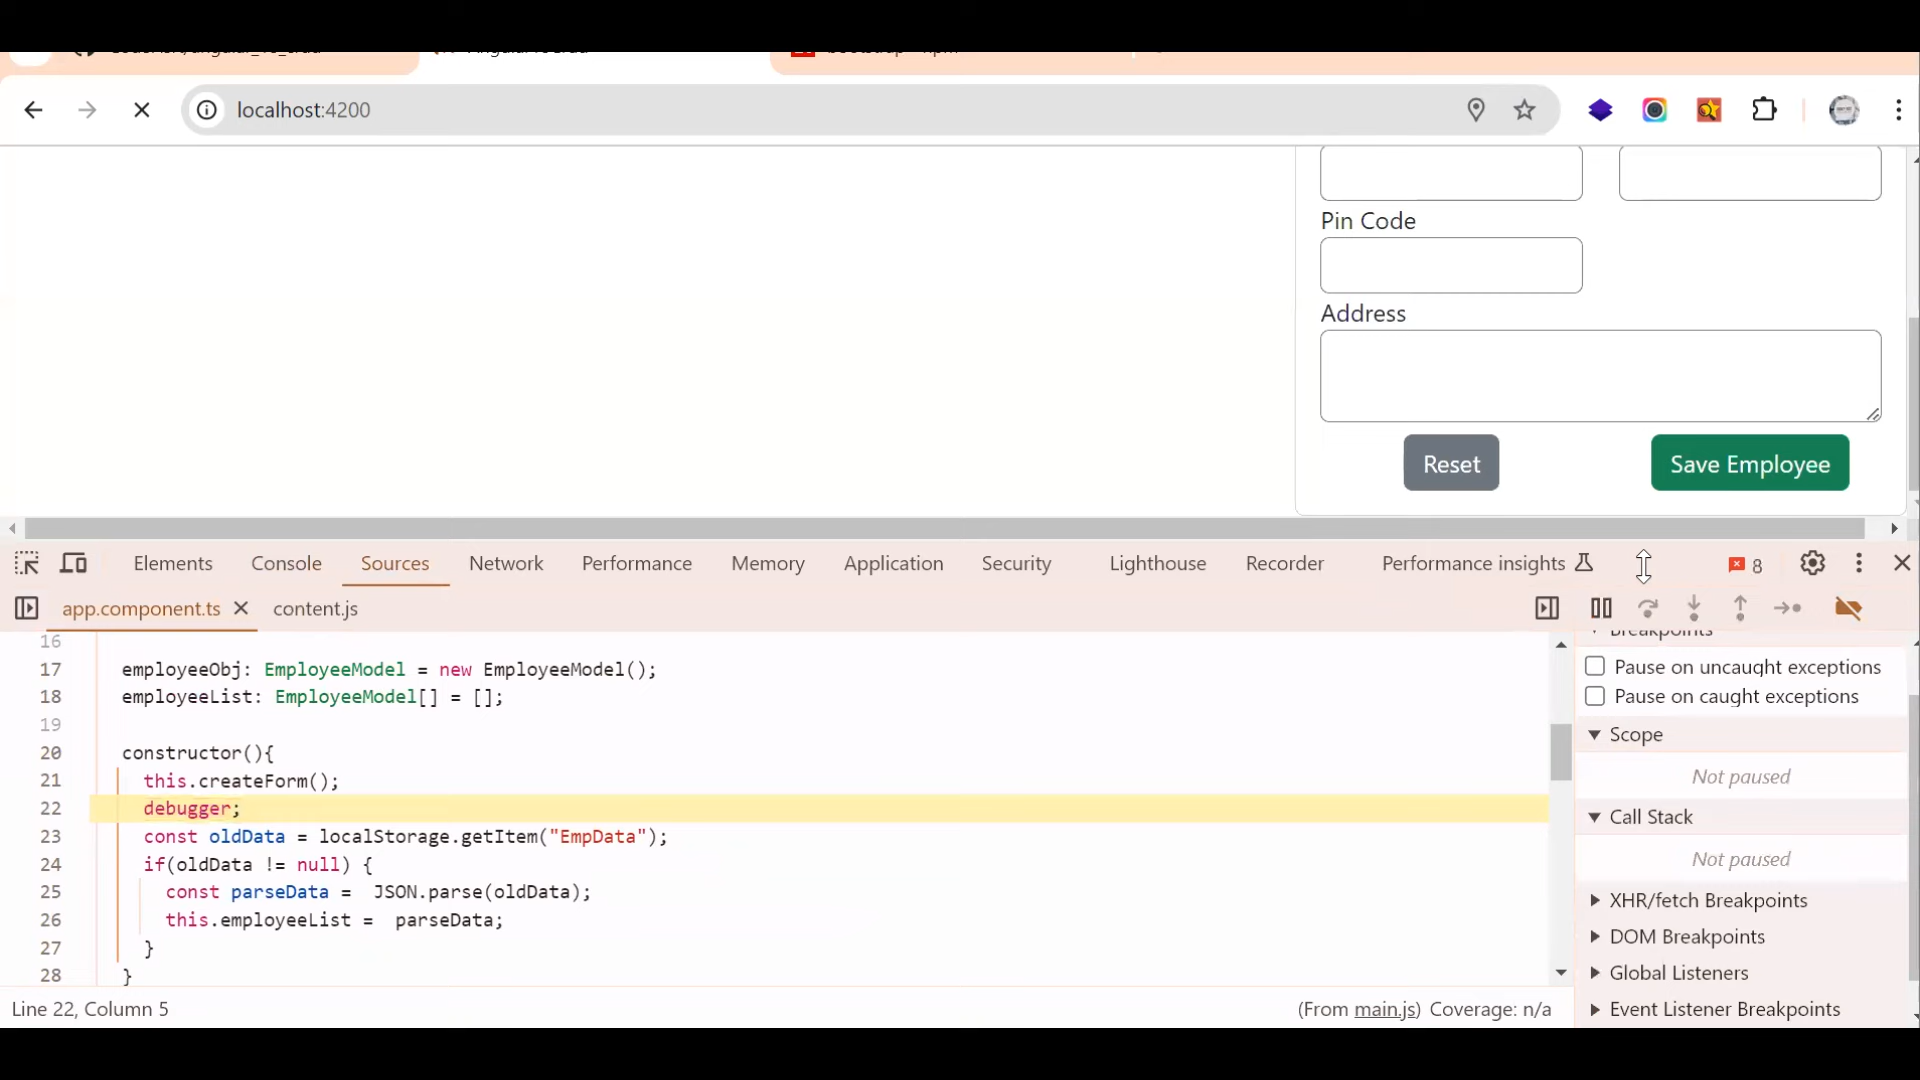 localhost:4200
Pin Code
Address
Reset
Save Employee
Elements
Console
Sources
Network
Performance
Memory
Application
Security
Lighthouse
Recorder
Performance insights
8
app.component.ts
content.js
16
17 employeeObj: EmployeeModel = new EmployeeModel();
18 employeeList: EmployeeModel[] = [];
19
20 constructor(){
21 this.createForm();
22 debugger;
23 const oldData = localStorage.getItem("EmpData");
24 if(oldData != null) {
25 const parseData =  JSON.parse(oldData);
26 this.employeeList =  parseData;
27 }
28 }
Line 22, Column 5
(From main.js) Coverage: n/a
Breakpoints
Pause on uncaught exceptions
Pause on caught exceptions
Scope
Not paused
Call Stack
Not paused
XHR/fetch Breakpoints
DOM Breakpoints
Global Listeners
Event Listener Breakpoints